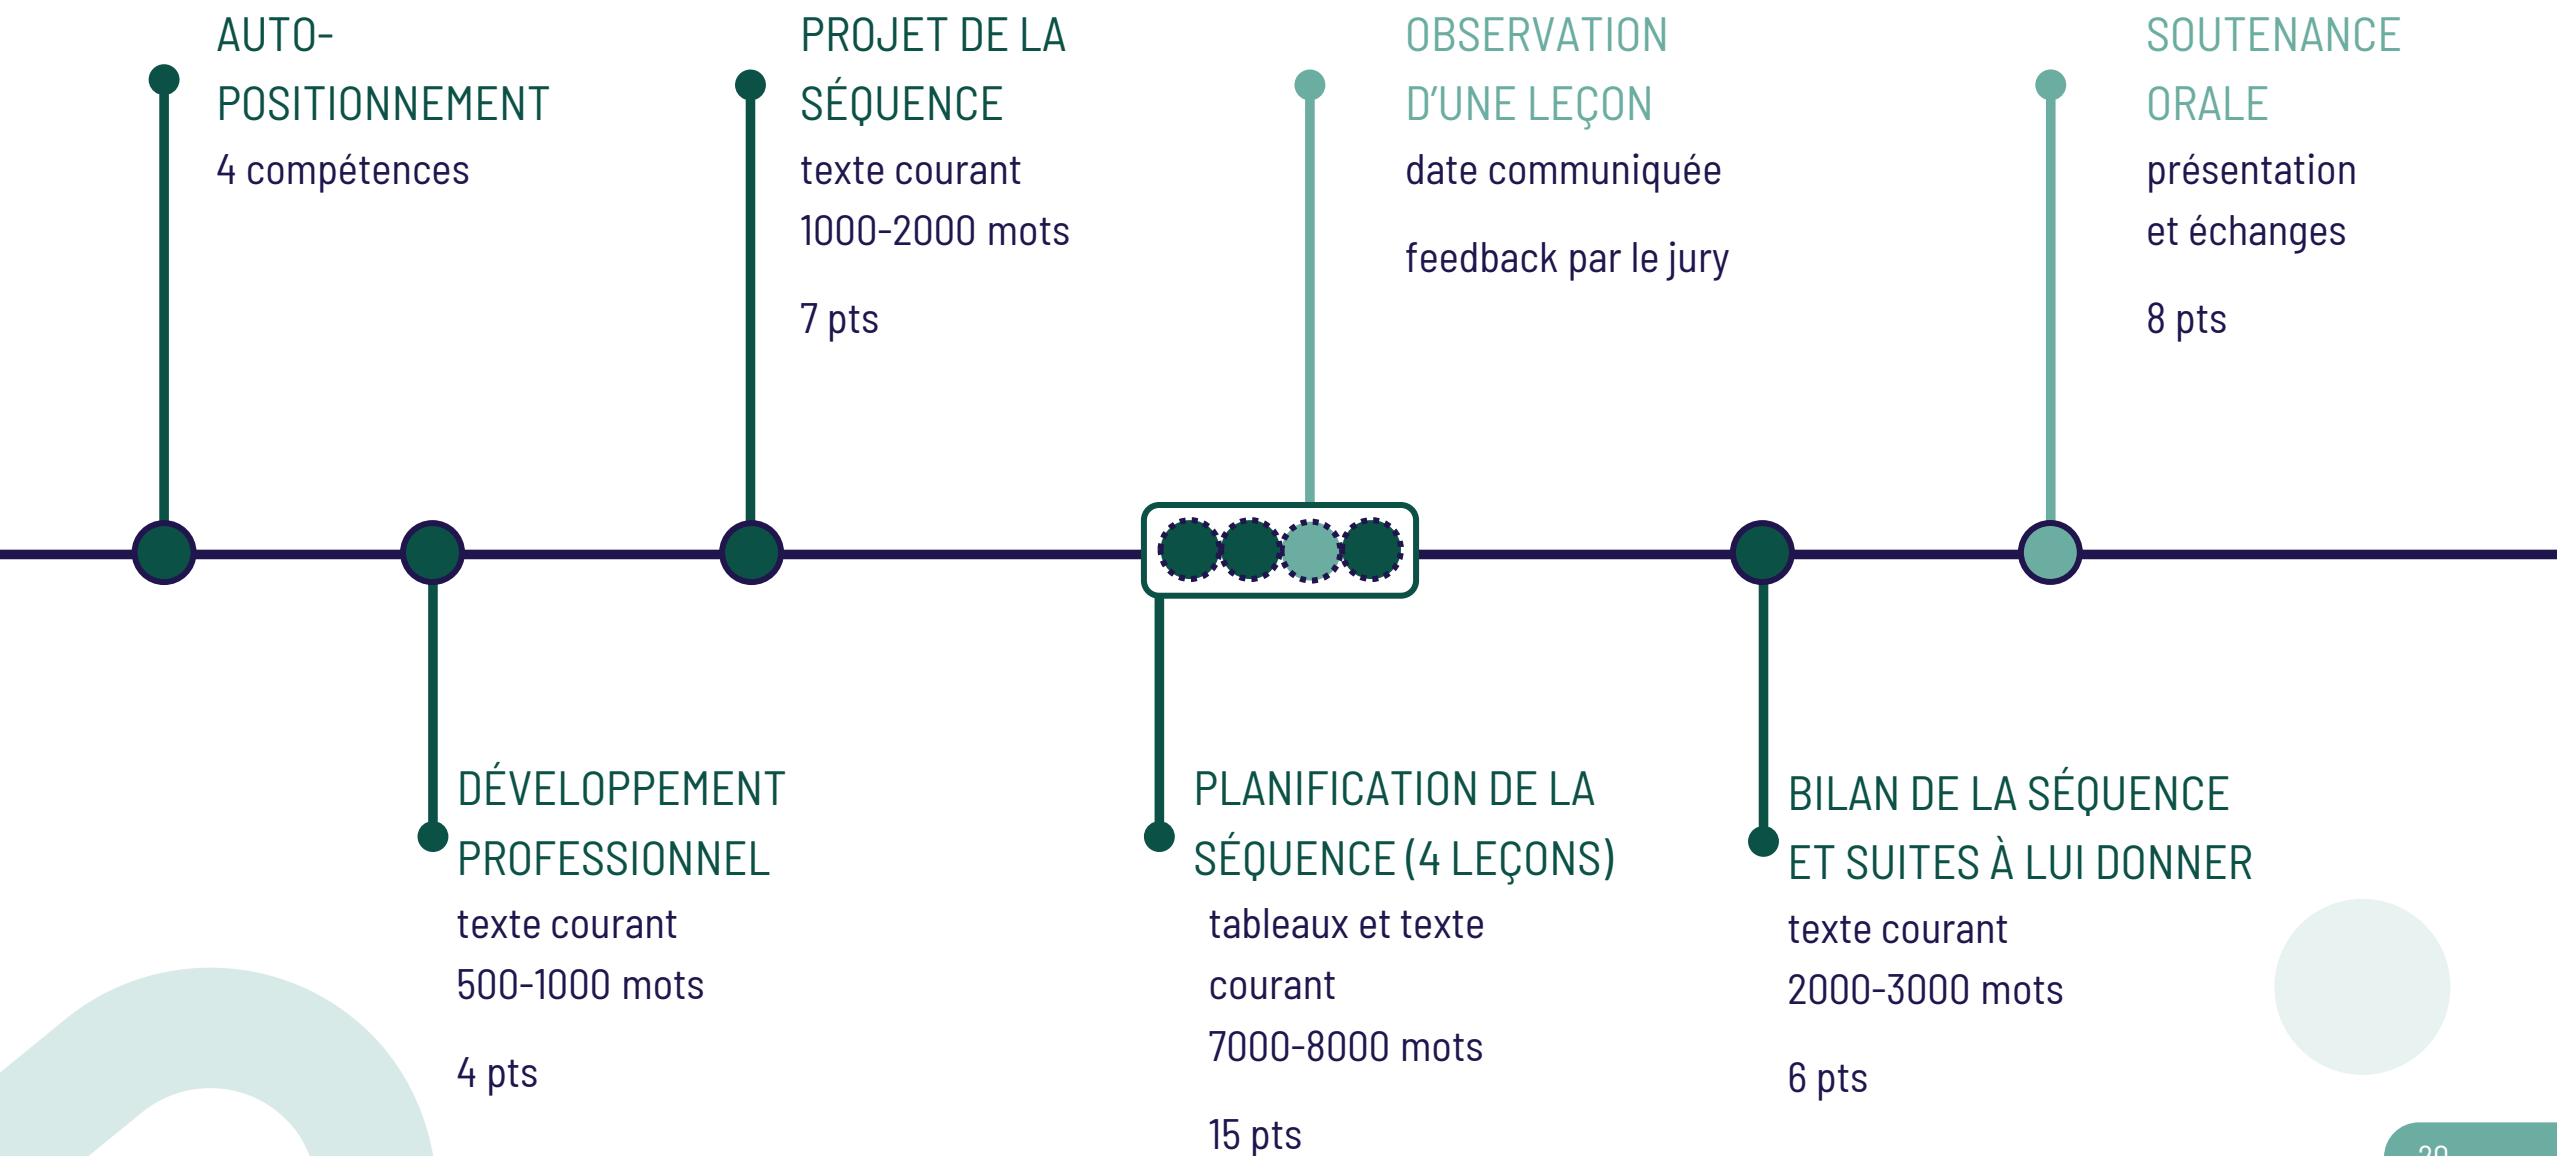 AUTO-
POSITIONNEMENT
4 compétences
PROJET DE LA
SÉQUENCE
texte courant
1000-2000 mots
7 pts
OBSERVATION
D’UNE LEÇON
date communiquée
feedback par le jury
SOUTENANCE
ORALE
présentation
et échanges
8 pts
DÉVELOPPEMENT
PROFESSIONNEL
texte courant
500-1000 mots
4 pts
PLANIFICATION DE LA
SÉQUENCE (4 LEÇONS)
tableaux et texte
courant
7000-8000 mots
15 pts
BILAN DE LA SÉQUENCE
ET SUITES À LUI DONNER
texte courant
2000-3000 mots
6 pts